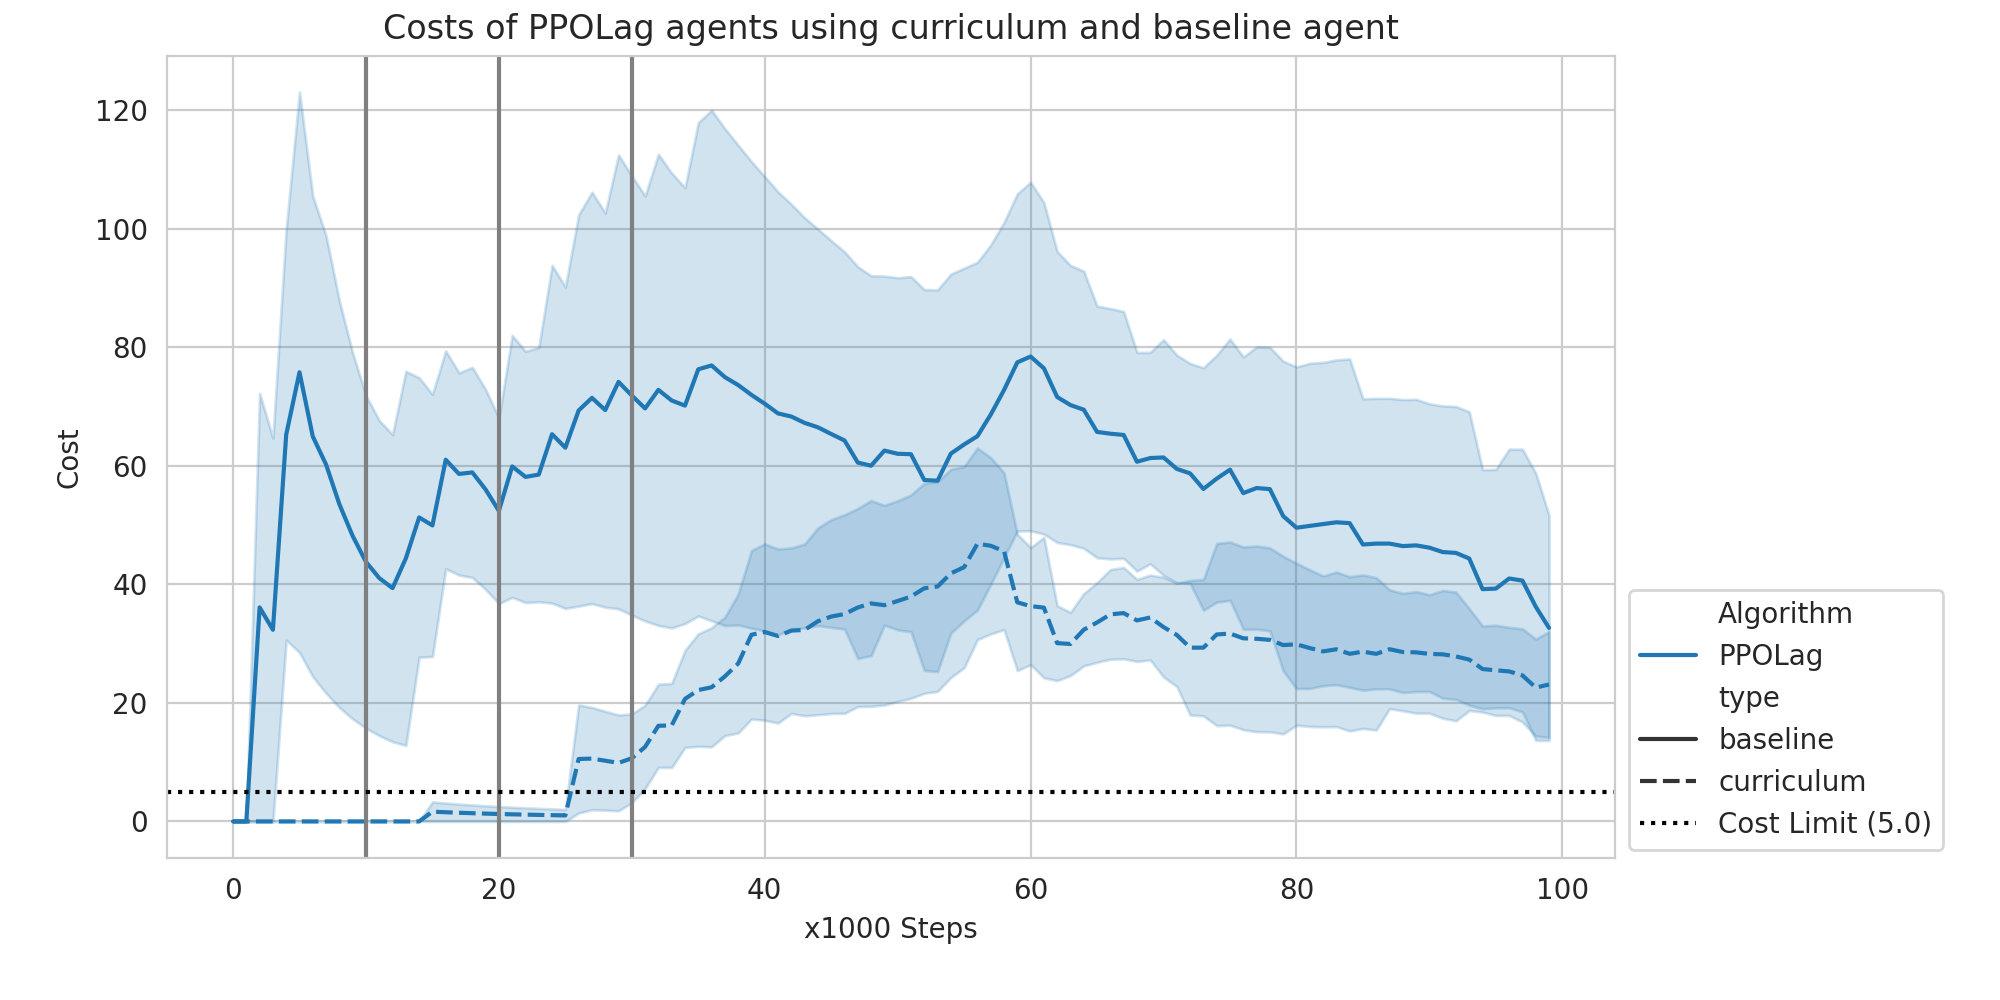 Costs of PPOLag agents using curriculum and baseline agent
120
100
80
60
40
20
0
Cost
0 20 40 60 80 100
x1000 Steps
Algorithm
PPOLag
type
baseline
curriculum
Cost Limit (5.0)